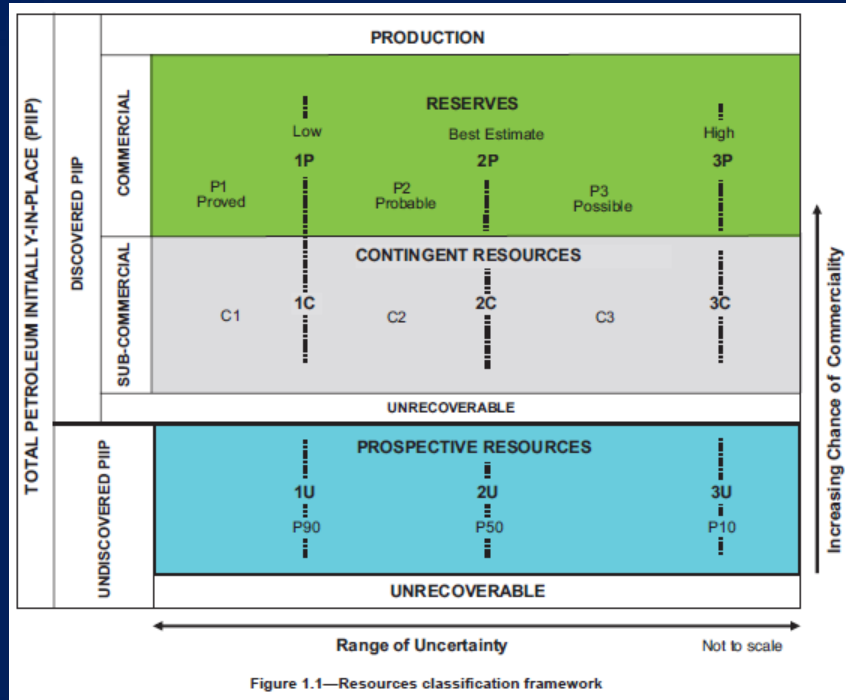 TOTAL PETROLEUM INITIALLY-IN-PLACE (PIIP)
DISCOVERED PIIP
UNDISCOVERED PIIP
COMMERCIAL
SUB-COMMERCIAL
PRODUCTION
RESERVES
Low Best Estimate High
1P 2P 3P
P1 P2 P3
Proved Probable Possible
CONTINGENT RESOURCES
1C 2C 3C
C1 C2 C3
UNRECOVERABLE
PROSPECTIVE RESOURCES
1U 2U 3U
P90 P50 P10
UNRECOVERABLE
Increasing Chance of Commerciality
Range of Uncertainty Not to scale
Figure 1.1—Resources classification framework